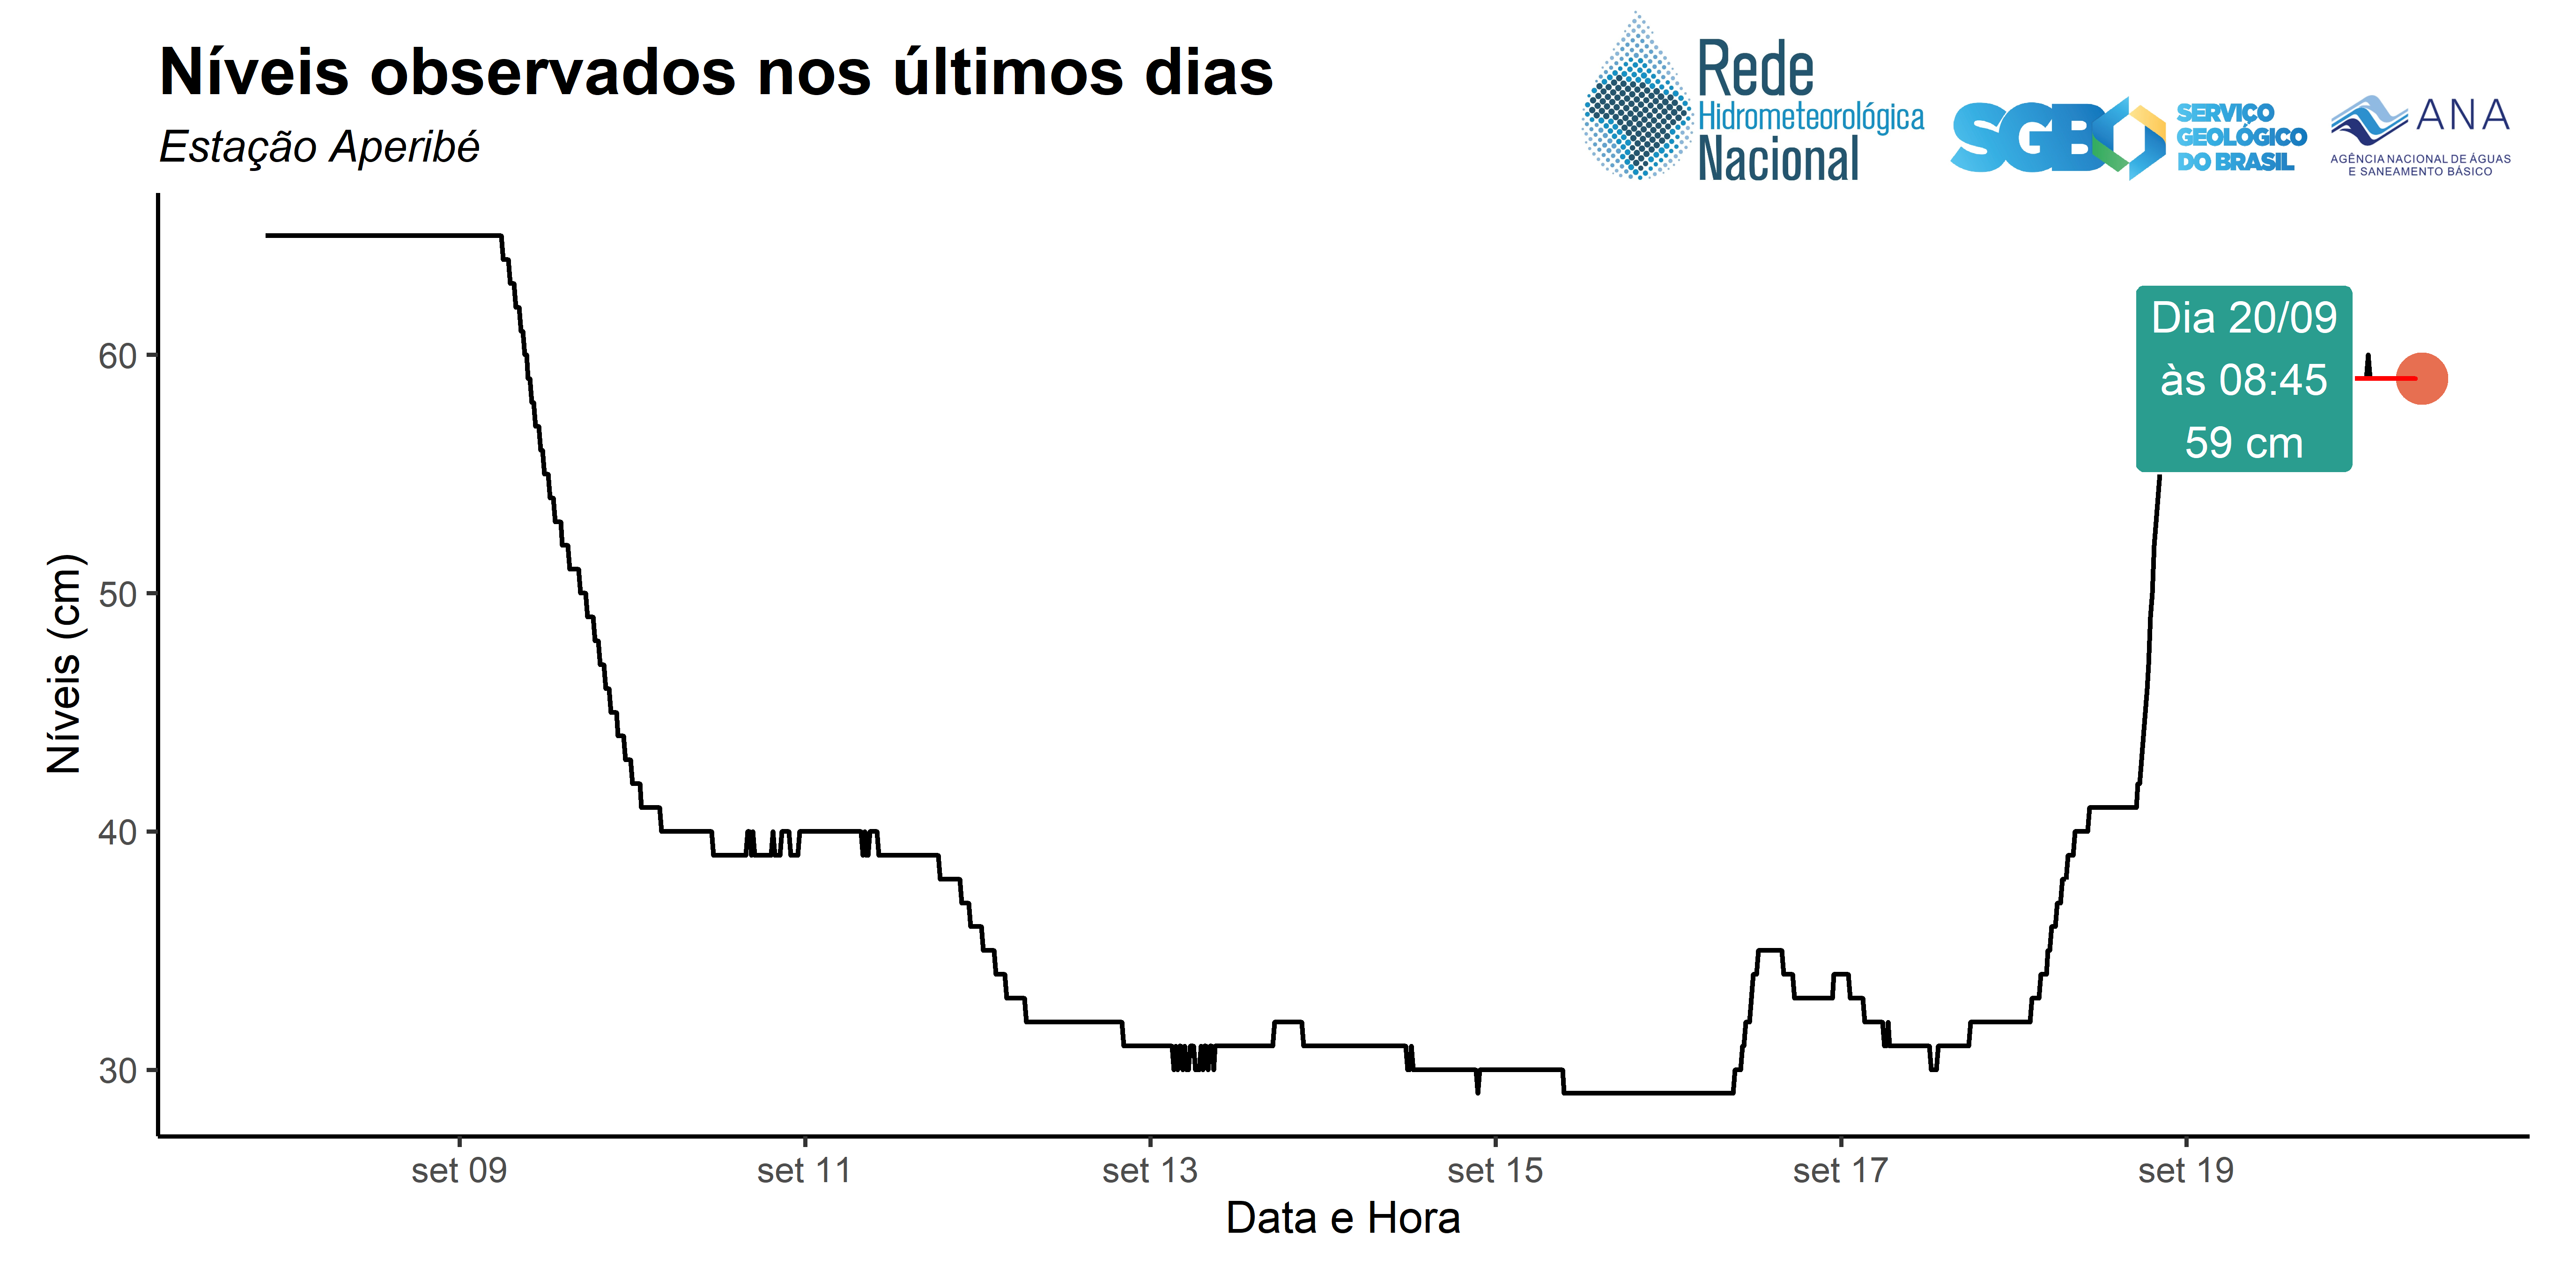 Níveis observados nos últimos dias
Estação Aperibé
Rede
Hidrometeorológica
Nacional
SGB
SERVIÇO
GEOLÓGICO
DO BRASIL
ANA
AGÊNCIA NACIONAL DE ÁGUAS
E SANEAMENTO BÁSICO
Níveis (cm)
60
50
40
30
Dia 20/09
às 08:45
59 cm
set 09
set 11
set 13
set 15
set 17
set 19
Data e Hora